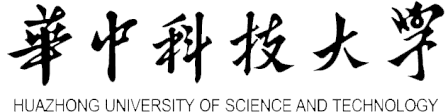 華中科技大學
HUAZHONG UNIVERSITY OF SCIENCE AND TECHNOLOGY